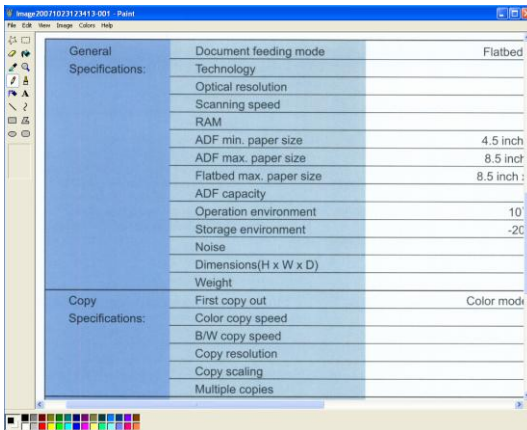 Image20071023123413-001 - Paint
File Edit View Image Colors Help
General Document feeding mode Flatbed
Specifications: Technology
Optical resolution
Scanning speed
RAM
ADF min. paper size 4.5 inch
ADF max. paper size 8.5 inch
Flatbed max. paper size 8.5 inch
ADF capacity
Operation environment 10
Storage environment -20
Noise
Dimensions(H x W x D)
Weight
Copy First copy out Color mode
Specifications: Color copy speed
B/W copy speed
Copy resolution
Copy scaling
Multiple copies